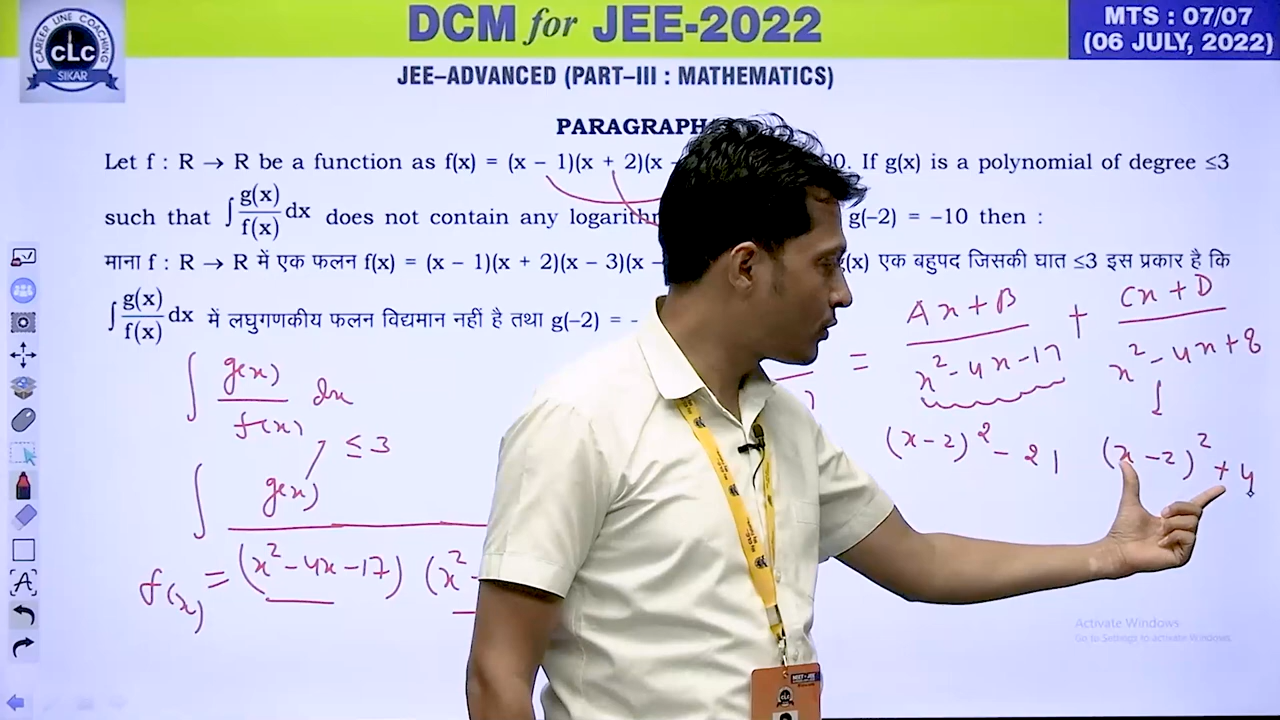 DCM for JEE-2022
MTS : 07/07
(06 JULY, 2022)
CAREER LINE COACHING
CLC
SIKAR
JEE–ADVANCED (PART–III : MATHEMATICS)
PARAGRAPH
Let f : R → R be a function as f(x) = (x − 1)(x + 2)(x 00. If g(x) is a polynomial of degree ≤3
such that ∫ g(x)/f(x) dx does not contain any g(−2) = −10 then :
माना f : R → R में एक फलन f(x) = (x − 1)(x + 2)(x − 3)(x − एक बहुपद जिसकी घात ≤3 इस प्रकार है कि
∫ g(x)/f(x) dx में लघुगणकीय फलन विद्यमान नहीं है तथा g(−2) = -
∫ g(x)/f(x) dx
≤ 3
∫ g(x)
f(x) = (x² − 4x − 17) (x²
= Ax + B / x² − 4x − 17 + Cx + D / x² − 4x + 8
(x − 2)² − 21 (x − 2)² + 4
Activate Windows
Go to Settings to activate Windows.